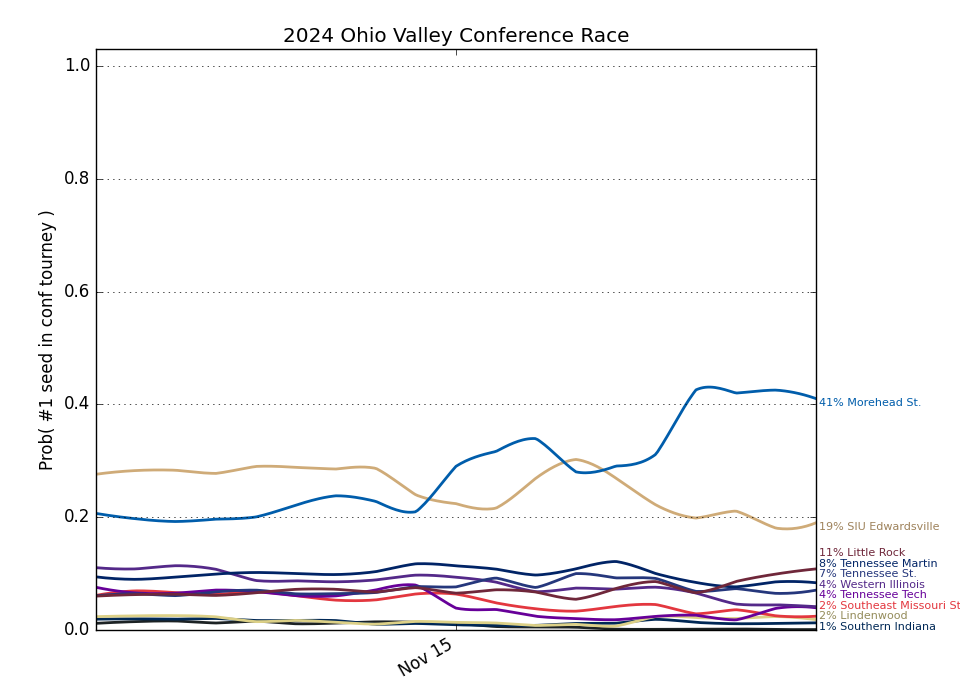 2024 Ohio Valley Conference Race
Prob( #1 seed in conf tourney )
1.0
0.8
0.6
0.4
0.2
0.0
Nov 15
41% Morehead St.
19% SIU Edwardsville
11% Little Rock
8% Tennessee Martin
7% Tennessee St.
4% Western Illinois
4% Tennessee Tech
2% Southeast Missouri St
2% Lindenwood
1% Southern Indiana